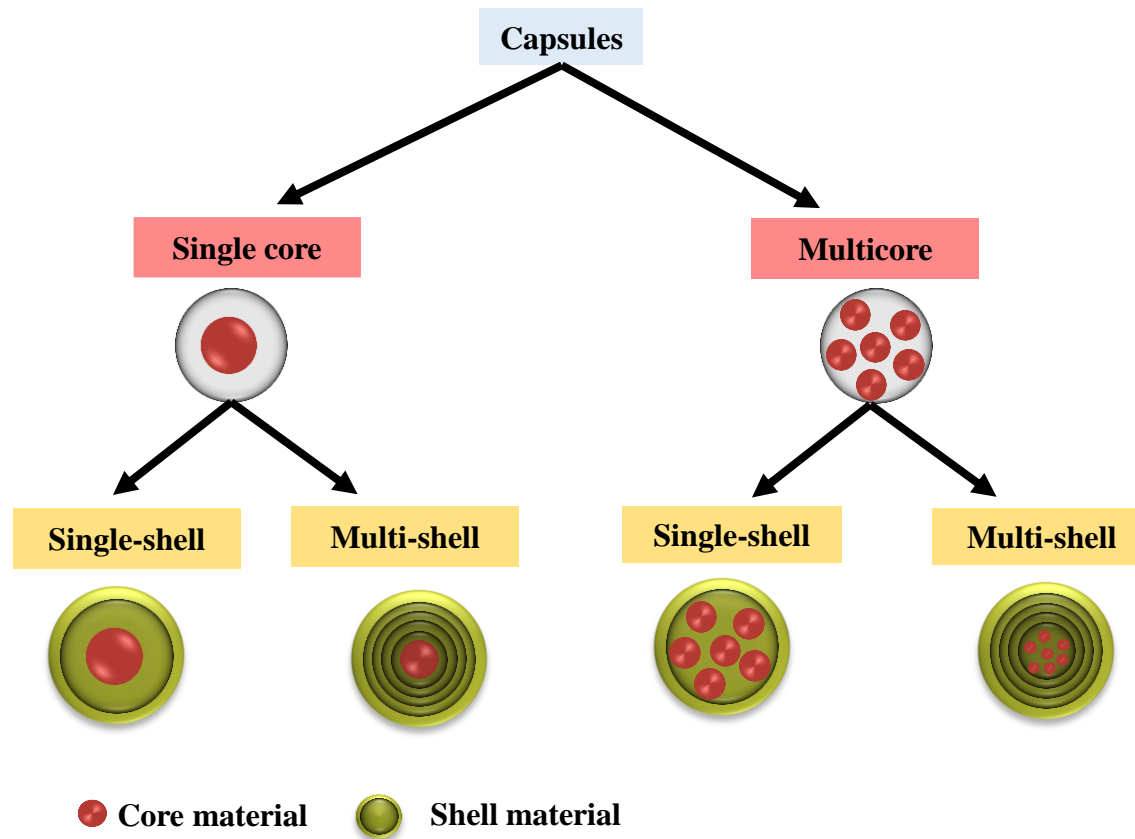 Capsules
Single core
Multicore
Single-shell
Multi-shell
Single-shell
Multi-shell
Core material
Shell material